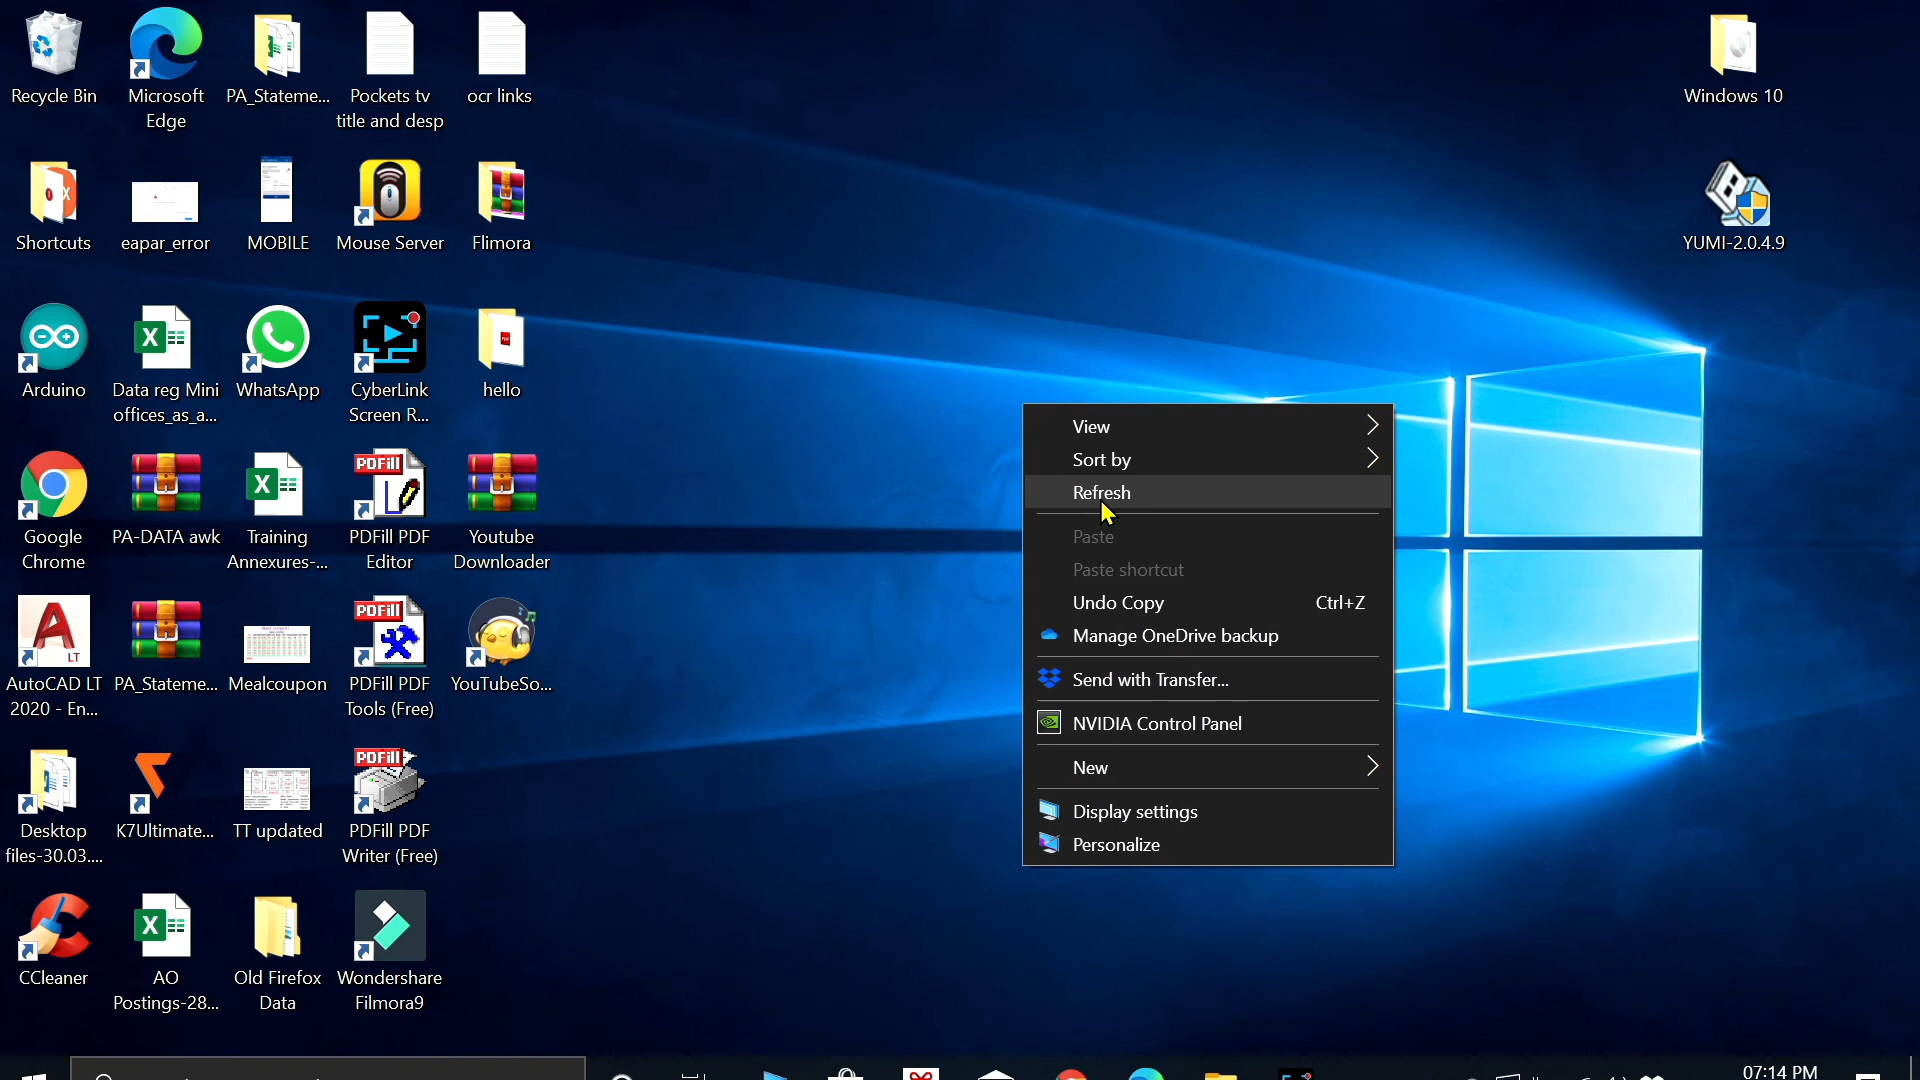 Recycle Bin
Microsoft
Edge
PA_Stateme...
Pockets tv
title and desp
ocr links
Windows 10
Shortcuts
eapar_error
MOBILE
Mouse Server
Flimora
YUMI-2.0.4.9
Arduino
Data reg Mini
offices_as_a...
WhatsApp
CyberLink
Screen R...
hello
Google
Chrome
PA-DATA awk
Training
Annexures-...
PDFill
PDFill PDF
Editor
Youtube
Downloader
AutoCAD LT
2020 - En...
LT
PA_Stateme...
Mealcoupon
PDFill
PDFill PDF
Tools (Free)
YouTubeSo...
Desktop
files-30.03....
K7Ultimate...
TT updated
PDFill
PDFill PDF
Writer (Free)
CCleaner
AO
Postings-28...
Old Firefox
Data
Wondershare
Filmora9
View
Sort by
Refresh
Paste
Paste shortcut
Undo Copy Ctrl+Z
Manage OneDrive backup
Send with Transfer...
NVIDIA Control Panel
New
Display settings
Personalize
07:14 PM